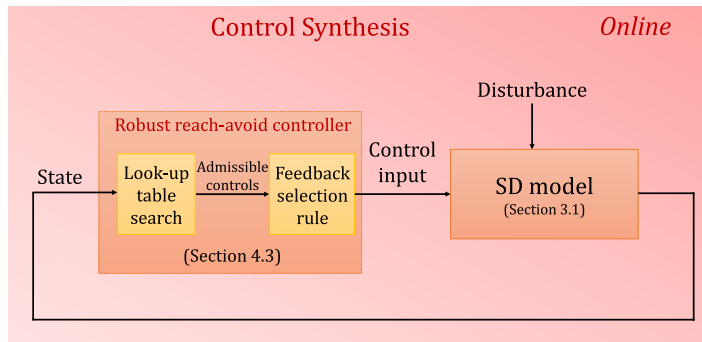 Control Synthesis
Online
Disturbance
Robust reach-avoid controller
State
Look-up
table
search
Admissible
controls
Feedback
selection
rule
(Section 4.3)
Control
input
SD model
(Section 3.1)